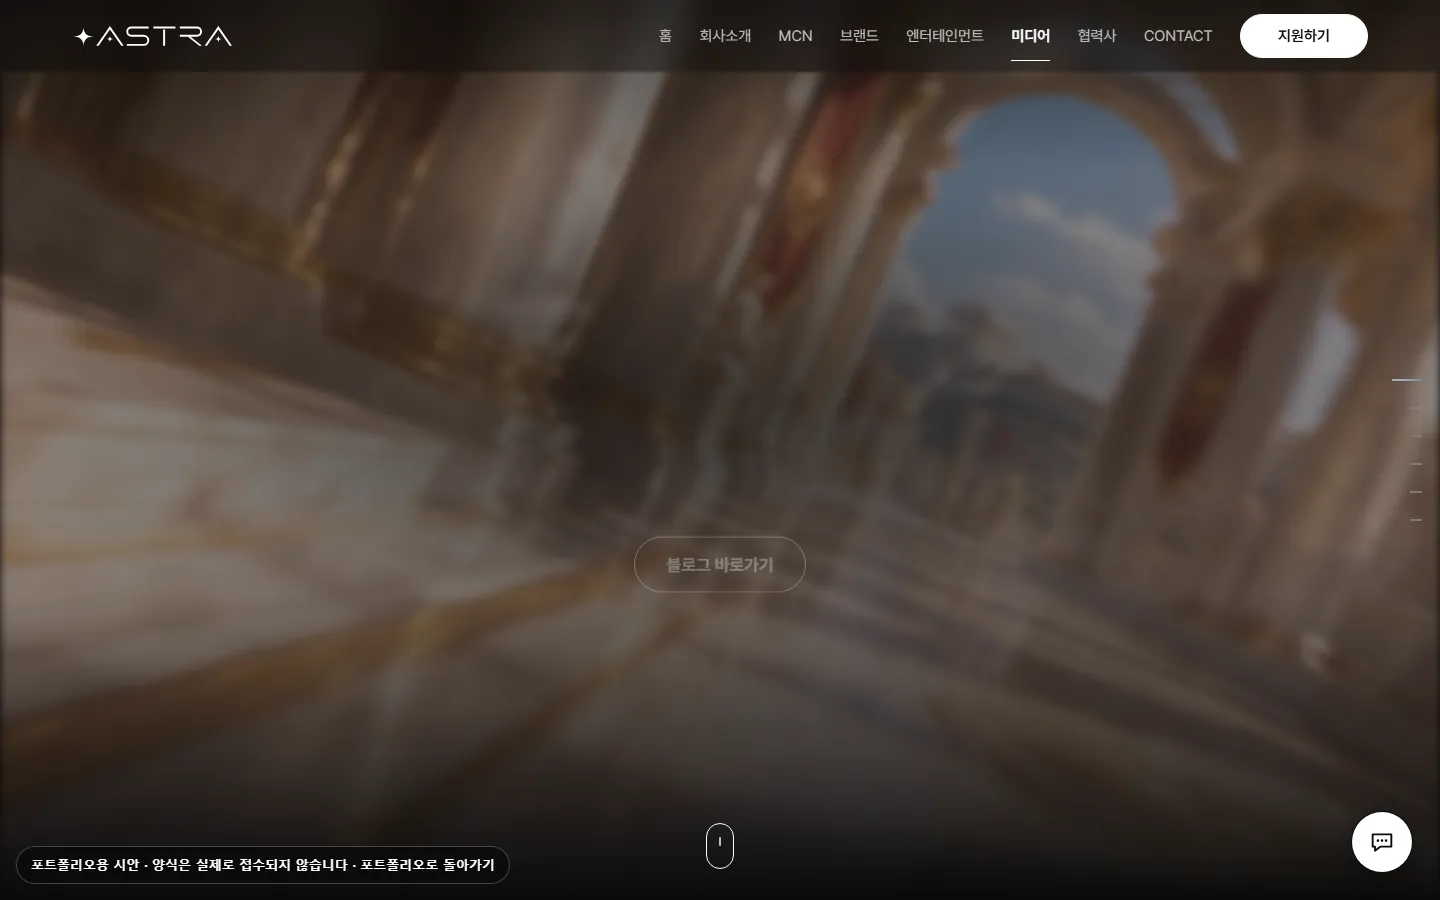 ASTRA
홈
회사소개
MCN
브랜드
엔터테인먼트
미디어
협력사
CONTACT
지원하기
블로그 바로가기
포트폴리오용 시안 · 양식은 실제로 접수되지 않습니다 · 포트폴리오로 돌아가기